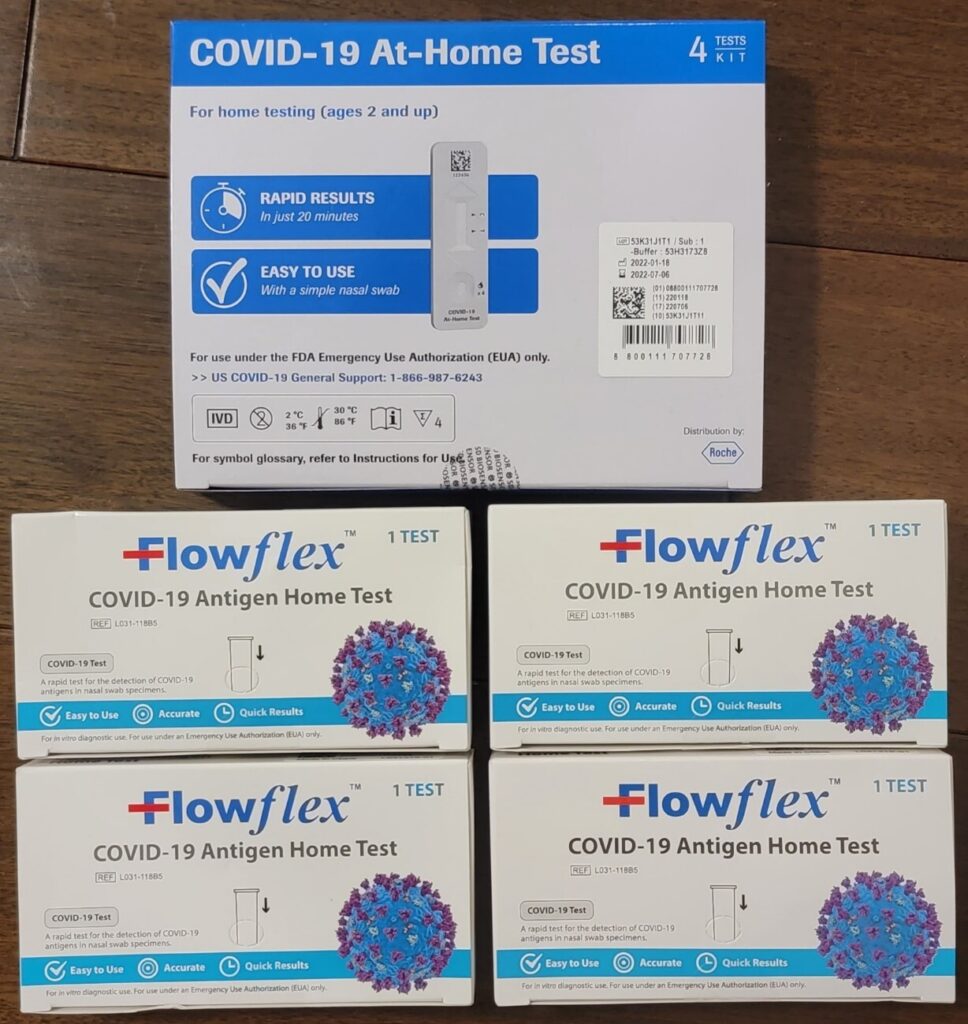 COVID-19 At-Home Test
4 TESTS
KIT
For home testing (ages 2 and up)
RAPID RESULTS
In just 20 minutes
EASY TO USE
With a simple nasal swab
COVID-19
At-Home Test
LOT 53K31J1T1 / Sub : 1
-Buffer : 53H3173Z8
2022-01-18
2022-07-06
(01)08800111707728
(11)220118
(17)220706
(10)53K31J1T11
8 800111 707728
For use under the FDA Emergency Use Authorization (EUA) only.
>> US COVID-19 General Support: 1-866-987-6243
IVD
2
2 °C
36 °F
30 °C
86 °F
i
Σ 4
For symbol glossary, refer to Instructions for Use.
Distribution by:
Roche
Flowflex™ 1 TEST
COVID-19 Antigen Home Test
REF L031-118B5
COVID-19 Test
A rapid test for the detection of COVID-19
antigens in nasal swab specimens.
Easy to Use Accurate Quick Results
For in vitro diagnostic use. For use under an Emergency Use Authorization (EUA) only.
Flowflex™ 1 TEST
COVID-19 Antigen Home Test
REF L031-118B5
COVID-19 Test
A rapid test for the detection of COVID-19
antigens in nasal swab specimens.
Easy to Use Accurate Quick Results
For in vitro diagnostic use. For use under an Emergency Use Authorization (EUA) only.
Flowflex™ 1 TEST
COVID-19 Antigen Home Test
REF L031-118B5
COVID-19 Test
A rapid test for the detection of COVID-19
antigens in nasal swab specimens.
Easy to Use Accurate Quick Results
For in vitro diagnostic use. For use under an Emergency Use Authorization (EUA) only.
Flowflex™ 1 TEST
COVID-19 Antigen Home Test
REF L031-118B5
COVID-19 Test
A rapid test for the detection of COVID-19
antigens in nasal swab specimens.
Easy to Use Accurate Quick Results
For in vitro diagnostic use. For use under an Emergency Use Authorization (EUA) only.